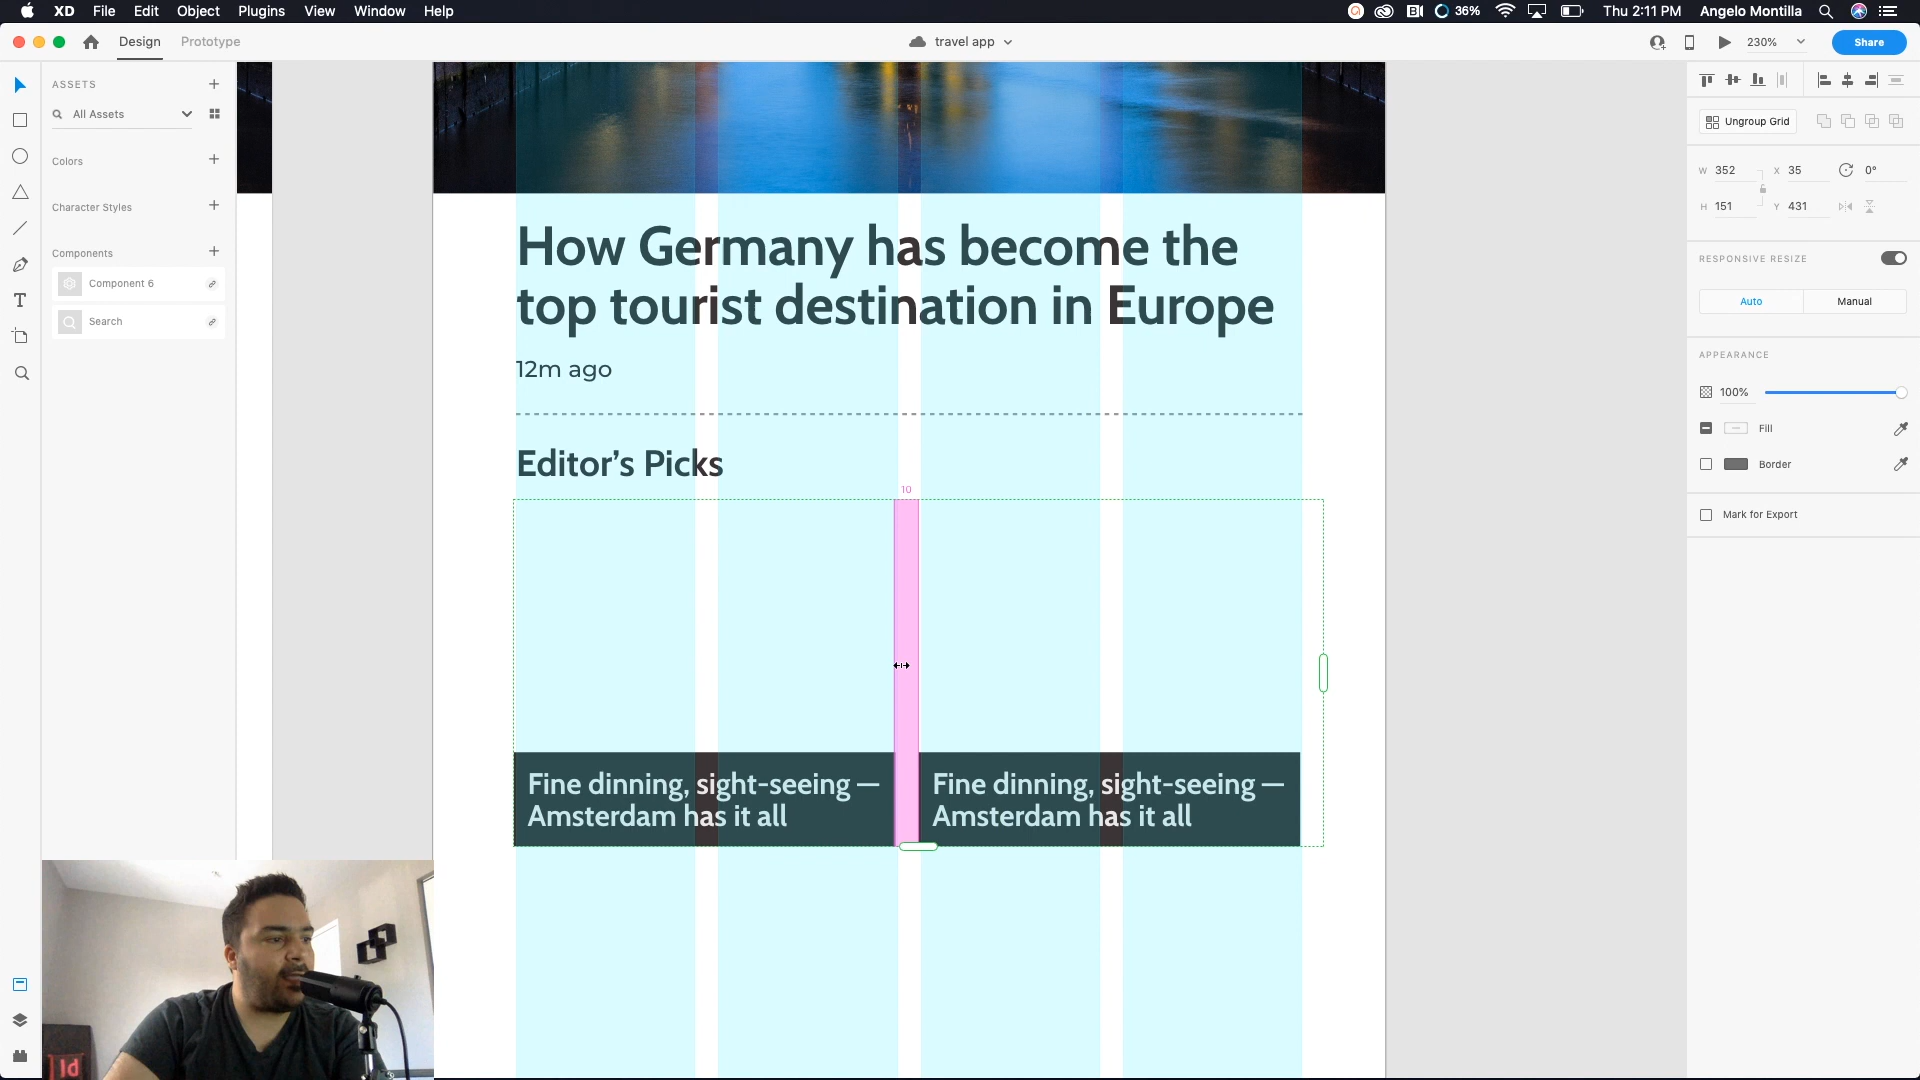 XD File Edit Object Plugins View Window Help
36% Thu 2:11 PM Angelo Montilla
Design Prototype
travel app
230%
Share
ASSETS
All Assets
Colors
Character Styles
Components
Component 6
Search
How Germany has become the
top tourist destination in Europe
12m ago
Editor's Picks
10
Fine dinning, sight-seeing —
Amsterdam has it all
Fine dinning, sight-seeing —
Amsterdam has it all
Id
Ungroup Grid
W 352 X 35 0°
H 151 Y 431
RESPONSIVE RESIZE
Auto Manual
APPEARANCE
100%
Fill
Border
Mark for Export